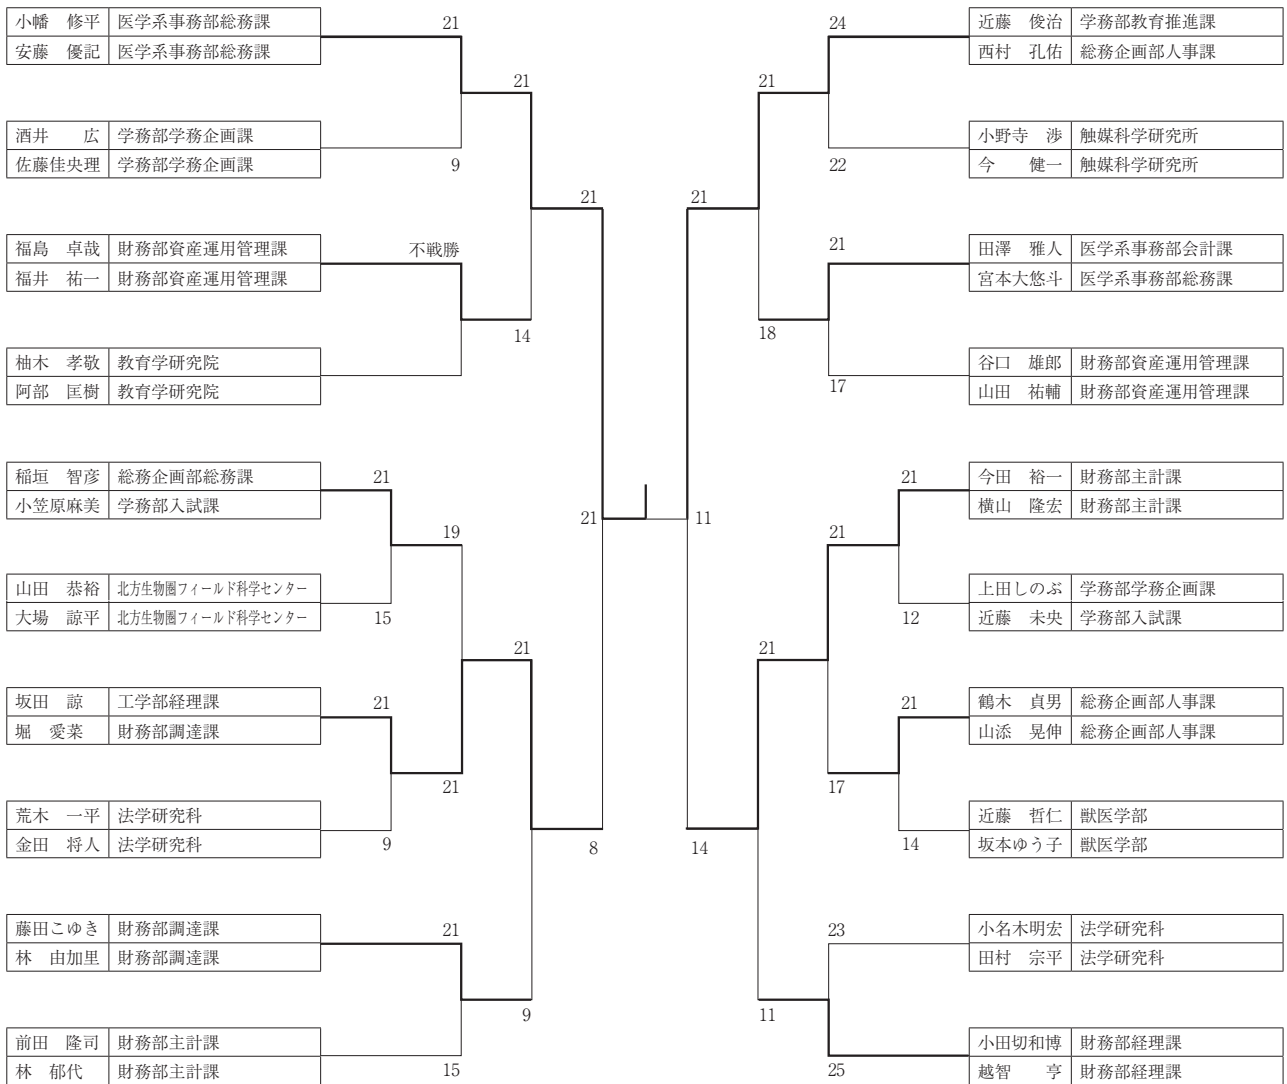 小幡　修平 医学系事務部総務課
安藤　優記 医学系事務部総務課
21
21
酒井　　広 学務部学務企画課
佐藤佳央理 学務部学務企画課
9
21
福島　卓哉 財務部資産運用管理課
福井　祐一 財務部資産運用管理課
不戦勝
14
柚木　孝敬 教育学研究院
阿部　匡樹 教育学研究院
稲垣　智彦 総務企画部総務課
小笠原麻美 学務部入試課
21
19
21
山田　恭裕 北方生物圏フィールド科学センター
大場　諒平 北方生物圏フィールド科学センター
15
21
坂田　諒 工学部経理課
堀　愛菜 財務部調達課
21
21
荒木　一平 法学研究科
金田　将人 法学研究科
9
8
藤田こゆき 財務部調達課
林　由加里 財務部調達課
21
9
前田　隆司 財務部主計課
林　郁代 財務部主計課
15
24
近藤　俊治 学務部教育推進課
西村　孔佑 総務企画部人事課
21
小野寺　渉 触媒科学研究所
今　　健一 触媒科学研究所
22
21
21
田澤　雅人 医学系事務部会計課
宮本大悠斗 医学系事務部総務課
18
谷口　雄郎 財務部資産運用管理課
山田　祐輔 財務部資産運用管理課
17
21
今田　裕一 財務部主計課
横山　隆宏 財務部主計課
11
21
上田しのぶ 学務部学務企画課
近藤　未央 学務部入試課
12
21
21
鶴木　貞男 総務企画部人事課
山添　晃伸 総務企画部人事課
17
近藤　哲仁 獣医学部
坂本ゆう子 獣医学部
14
14
23
小名木明宏 法学研究科
田村　宗平 法学研究科
11
小田切和博 財務部経理課
越智　　亨 財務部経理課
25